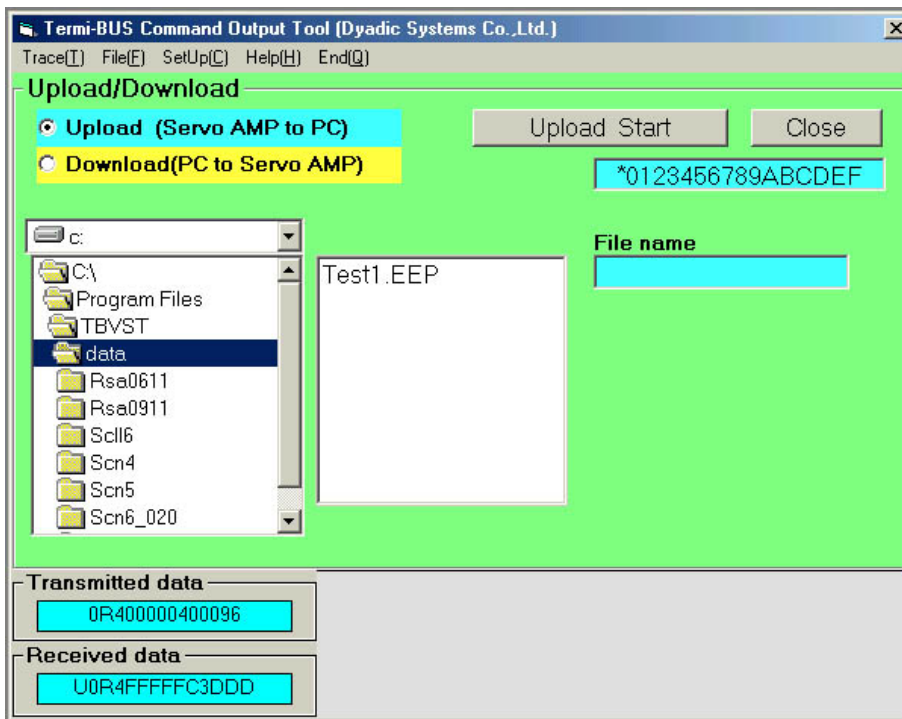 Termi-BUS Command Output Tool (Dyadic Systems Co.,Ltd.)
Trace(T) File(F) SetUp(C) Help(H) End(Q)
Upload/Download
Upload (Servo AMP to PC)
Download(PC to Servo AMP)
Upload Start
Close
*0123456789ABCDEF
c:
File name
C:\
Program Files
TBVST
data
Rsa0611
Rsa0911
Scll6
Scn4
Scn5
Scn6_020
Test1.EEP
Transmitted data
0R400000400096
Received data
U0R4FFFFFC3DDD